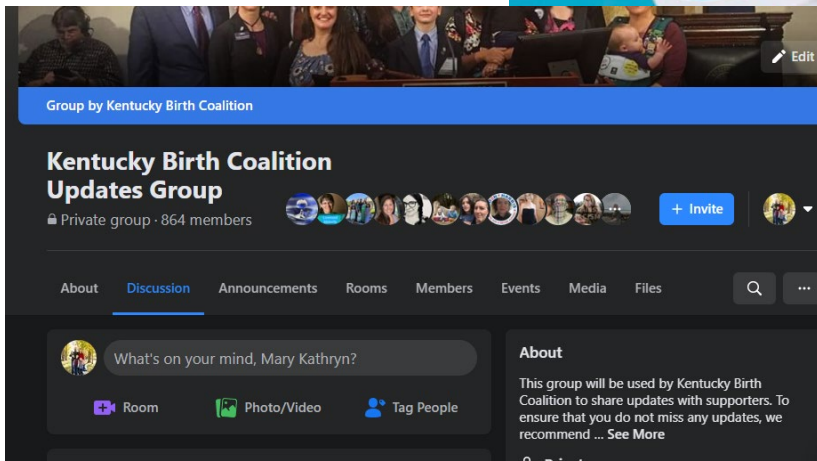 Edit
Group by Kentucky Birth Coalition
Kentucky Birth Coalition
Updates Group
Private group · 864 members
+ Invite
About Discussion Announcements Rooms Members Events Media Files
What's on your mind, Mary Kathryn?
Room Photo/Video Tag People
About
This group will be used by Kentucky Birth
Coalition to share updates with supporters. To
ensure that you do not miss any updates, we
recommend ... See More